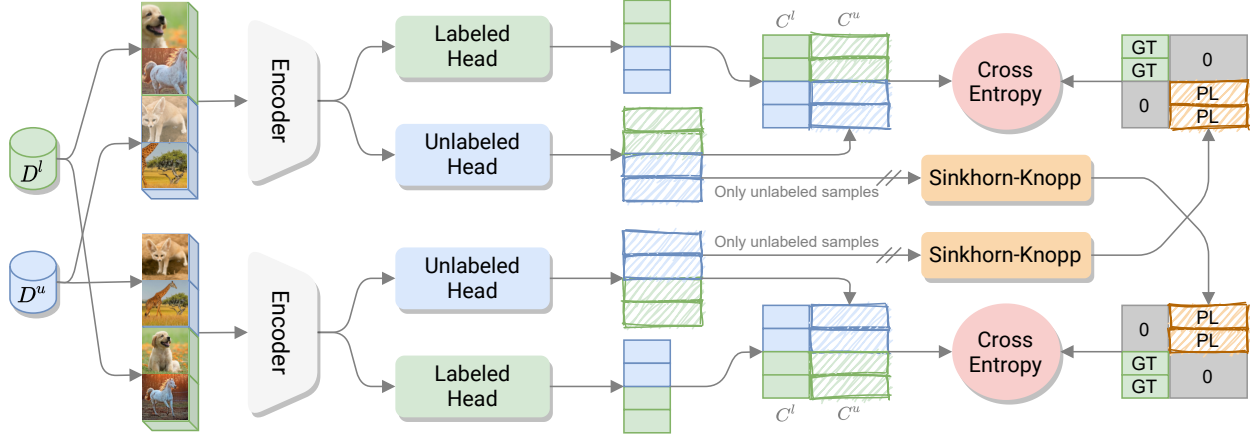 C^l
C^u
Labeled
Head
GT
GT
0
Encoder
Cross
Entropy
0
PL
PL
D^l
Unlabeled
Head
Only unlabeled samples
Sinkhorn-Knopp
D^u
Unlabeled
Head
Only unlabeled samples
Sinkhorn-Knopp
Encoder
Cross
Entropy
0
PL
PL
Labeled
Head
GT
GT
0
C^l
C^u